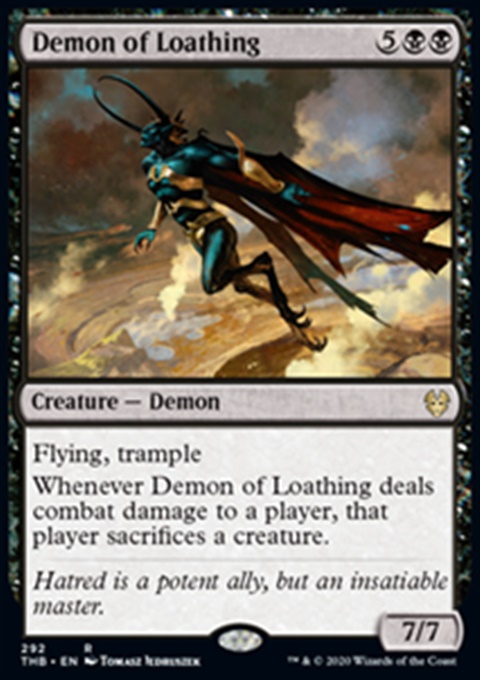 Demon of Loathing 5
Creature — Demon
Flying, trample
Whenever Demon of Loathing deals
combat damage to a player, that
player sacrifices a creature.
Hatred is a potent ally, but an insatiable
master.
7/7
292 R
THB • EN Tomasz Jedruszek
™ & © 2020 Wizards of the Coast